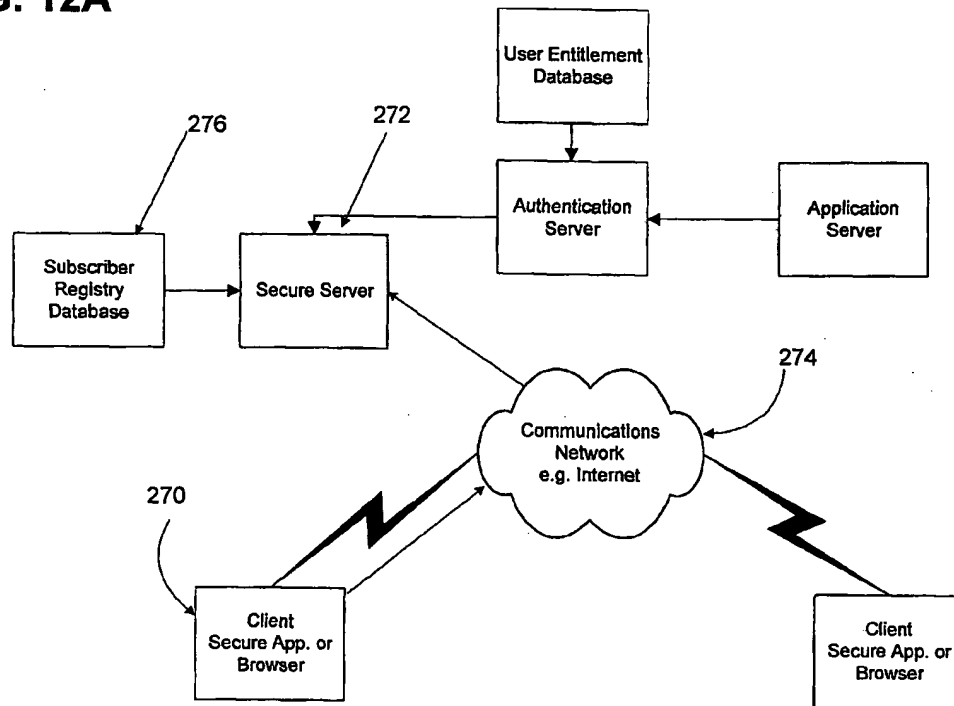 12A
User Entitlement
Database
276
272
Authentication
Server
Application
Server
Subscriber
Registry
Database
Secure Server
274
Communications
Network
e.g. Internet
270
Client
Secure App. or
Browser
Client
Secure App. or
Browser